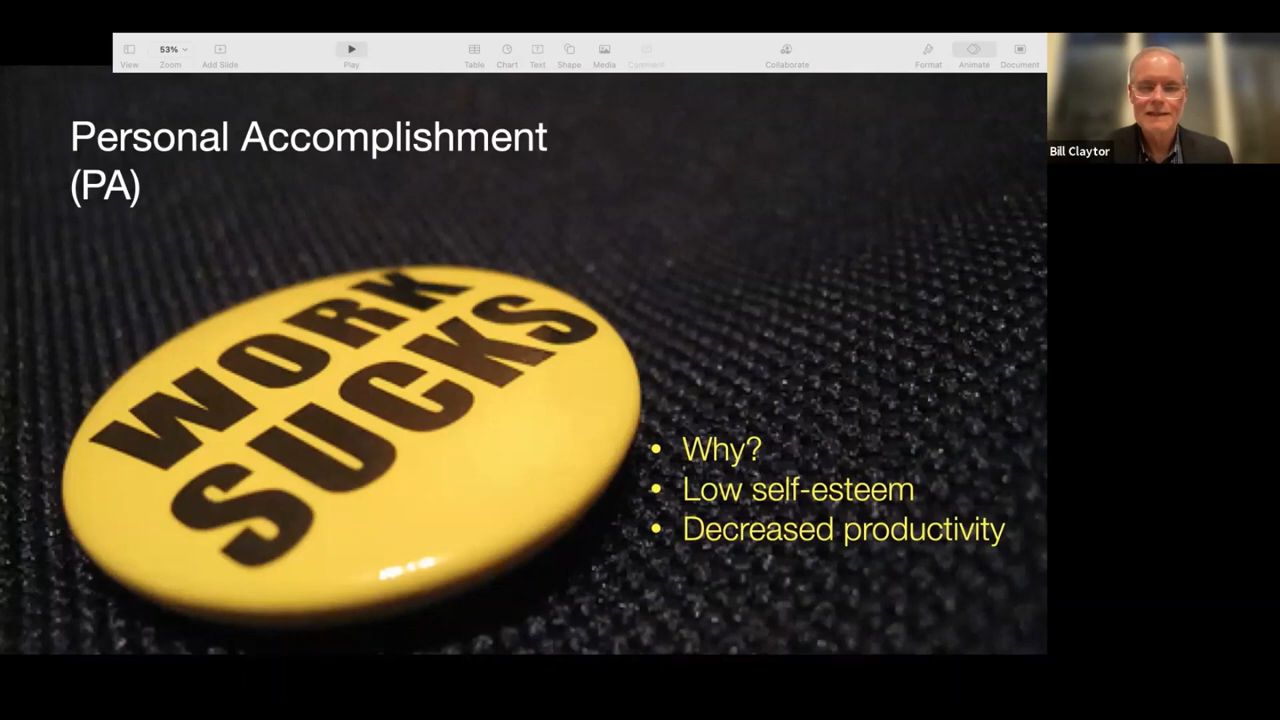 53%
View
Zoom
Add Slide
Play
Table
Chart
Text
Shape
Media
Comment
Collaborate
Format
Animate
Document
Bill Claytor
Personal Accomplishment
(PA)
WORK
SUCKS
• Why?
• Low self-esteem
• Decreased productivity